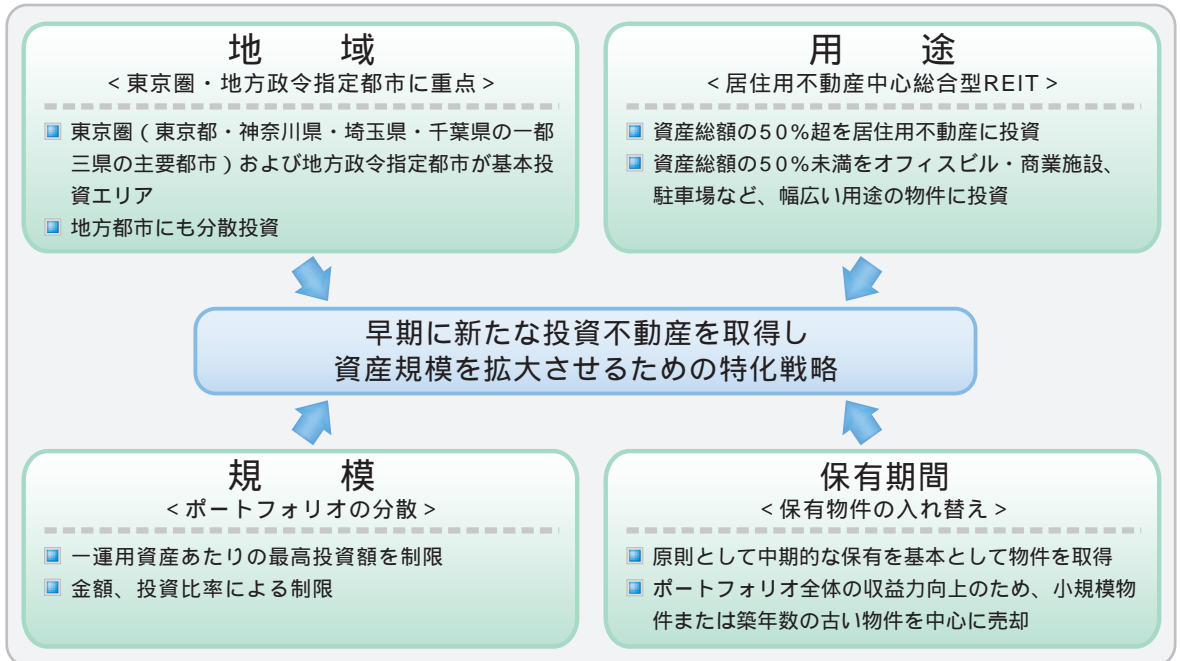 地　域
＜東京圏・地方政令指定都市に重点＞
東京圏（東京都・神奈川県・埼玉県・千葉県の一都
三県の主要都市）および地方政令指定都市が基本投
資エリア
地方都市にも分散投資
用　途
＜居住用不動産中心総合型REIT＞
資産総額の50％超を居住用不動産に投資
資産総額の50％未満をオフィスビル・商業施設、
駐車場など、幅広い用途の物件に投資
早期に新たな投資不動産を取得し
資産規模を拡大させるための特化戦略
規　模
＜ポートフォリオの分散＞
一運用資産あたりの最高投資額を制限
金額、投資比率による制限
保有期間
＜保有物件の入れ替え＞
原則として中期的な保有を基本として物件を取得
ポートフォリオ全体の収益力向上のため、小規模物
件または築年数の古い物件を中心に売却